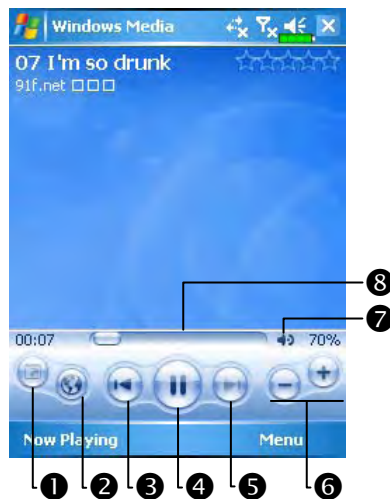 Windows Media
07 I'm so drunk
91f.net □□□
8
7
00:07 70%
Now Playing Menu
1 2 3 4 5 6